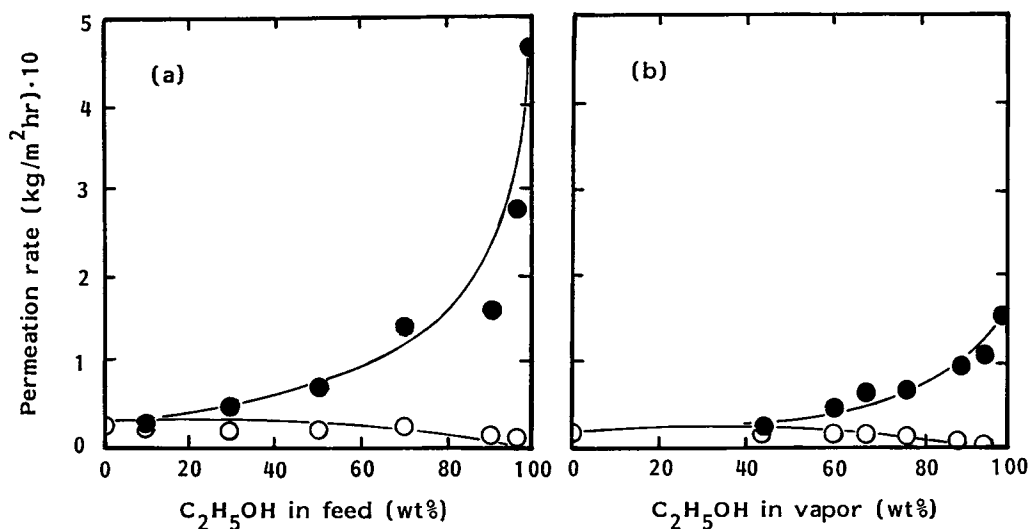 Permeation rate (kg/m²hr)·10
5
4
3
2
1
0
(a)
0 20 40 60 80 100
C₂H₅OH in feed (wt%)
(b)
0 20 40 60 80 100
C₂H₅OH in vapor (wt%)